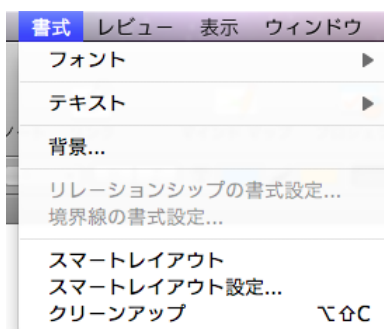 書式 レビュー 表示 ウィンドウ
フォント ▶
テキスト ▶
背景...
リレーションシップの書式設定...
境界線の書式設定...
スマートレイアウト
スマートレイアウト設定...
クリーンアップ ⌥⇧C